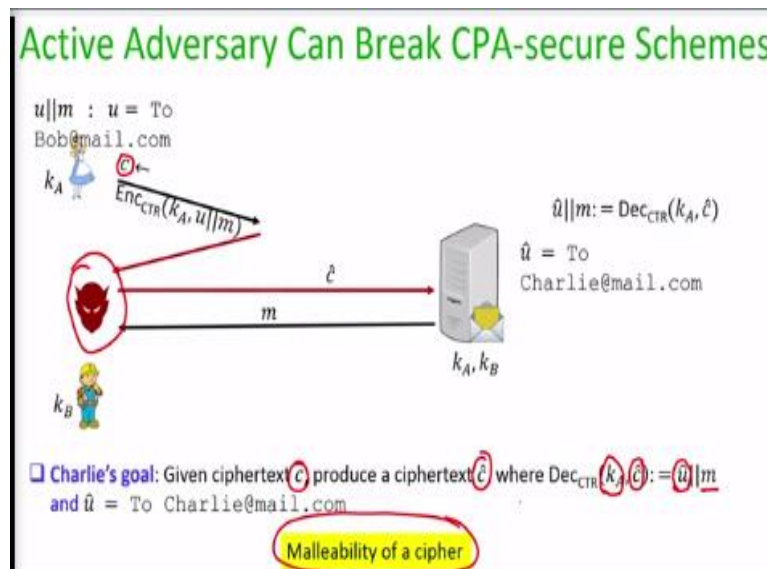 Active Adversary Can Break CPA-secure Schemes
u||m : u = To
Bob@mail.com
k_A
c ←
Enc_CTR(k_A, u||m)
û||m := Dec_CTR(k_A, ĉ)
û = To
Charlie@mail.com
ĉ
m
k_A, k_B
k_B
❑ Charlie's goal: Given ciphertext c, produce a ciphertext ĉ where Dec_CTR(k_A, ĉ) := û||m
and û = To Charlie@mail.com
Malleability of a cipher